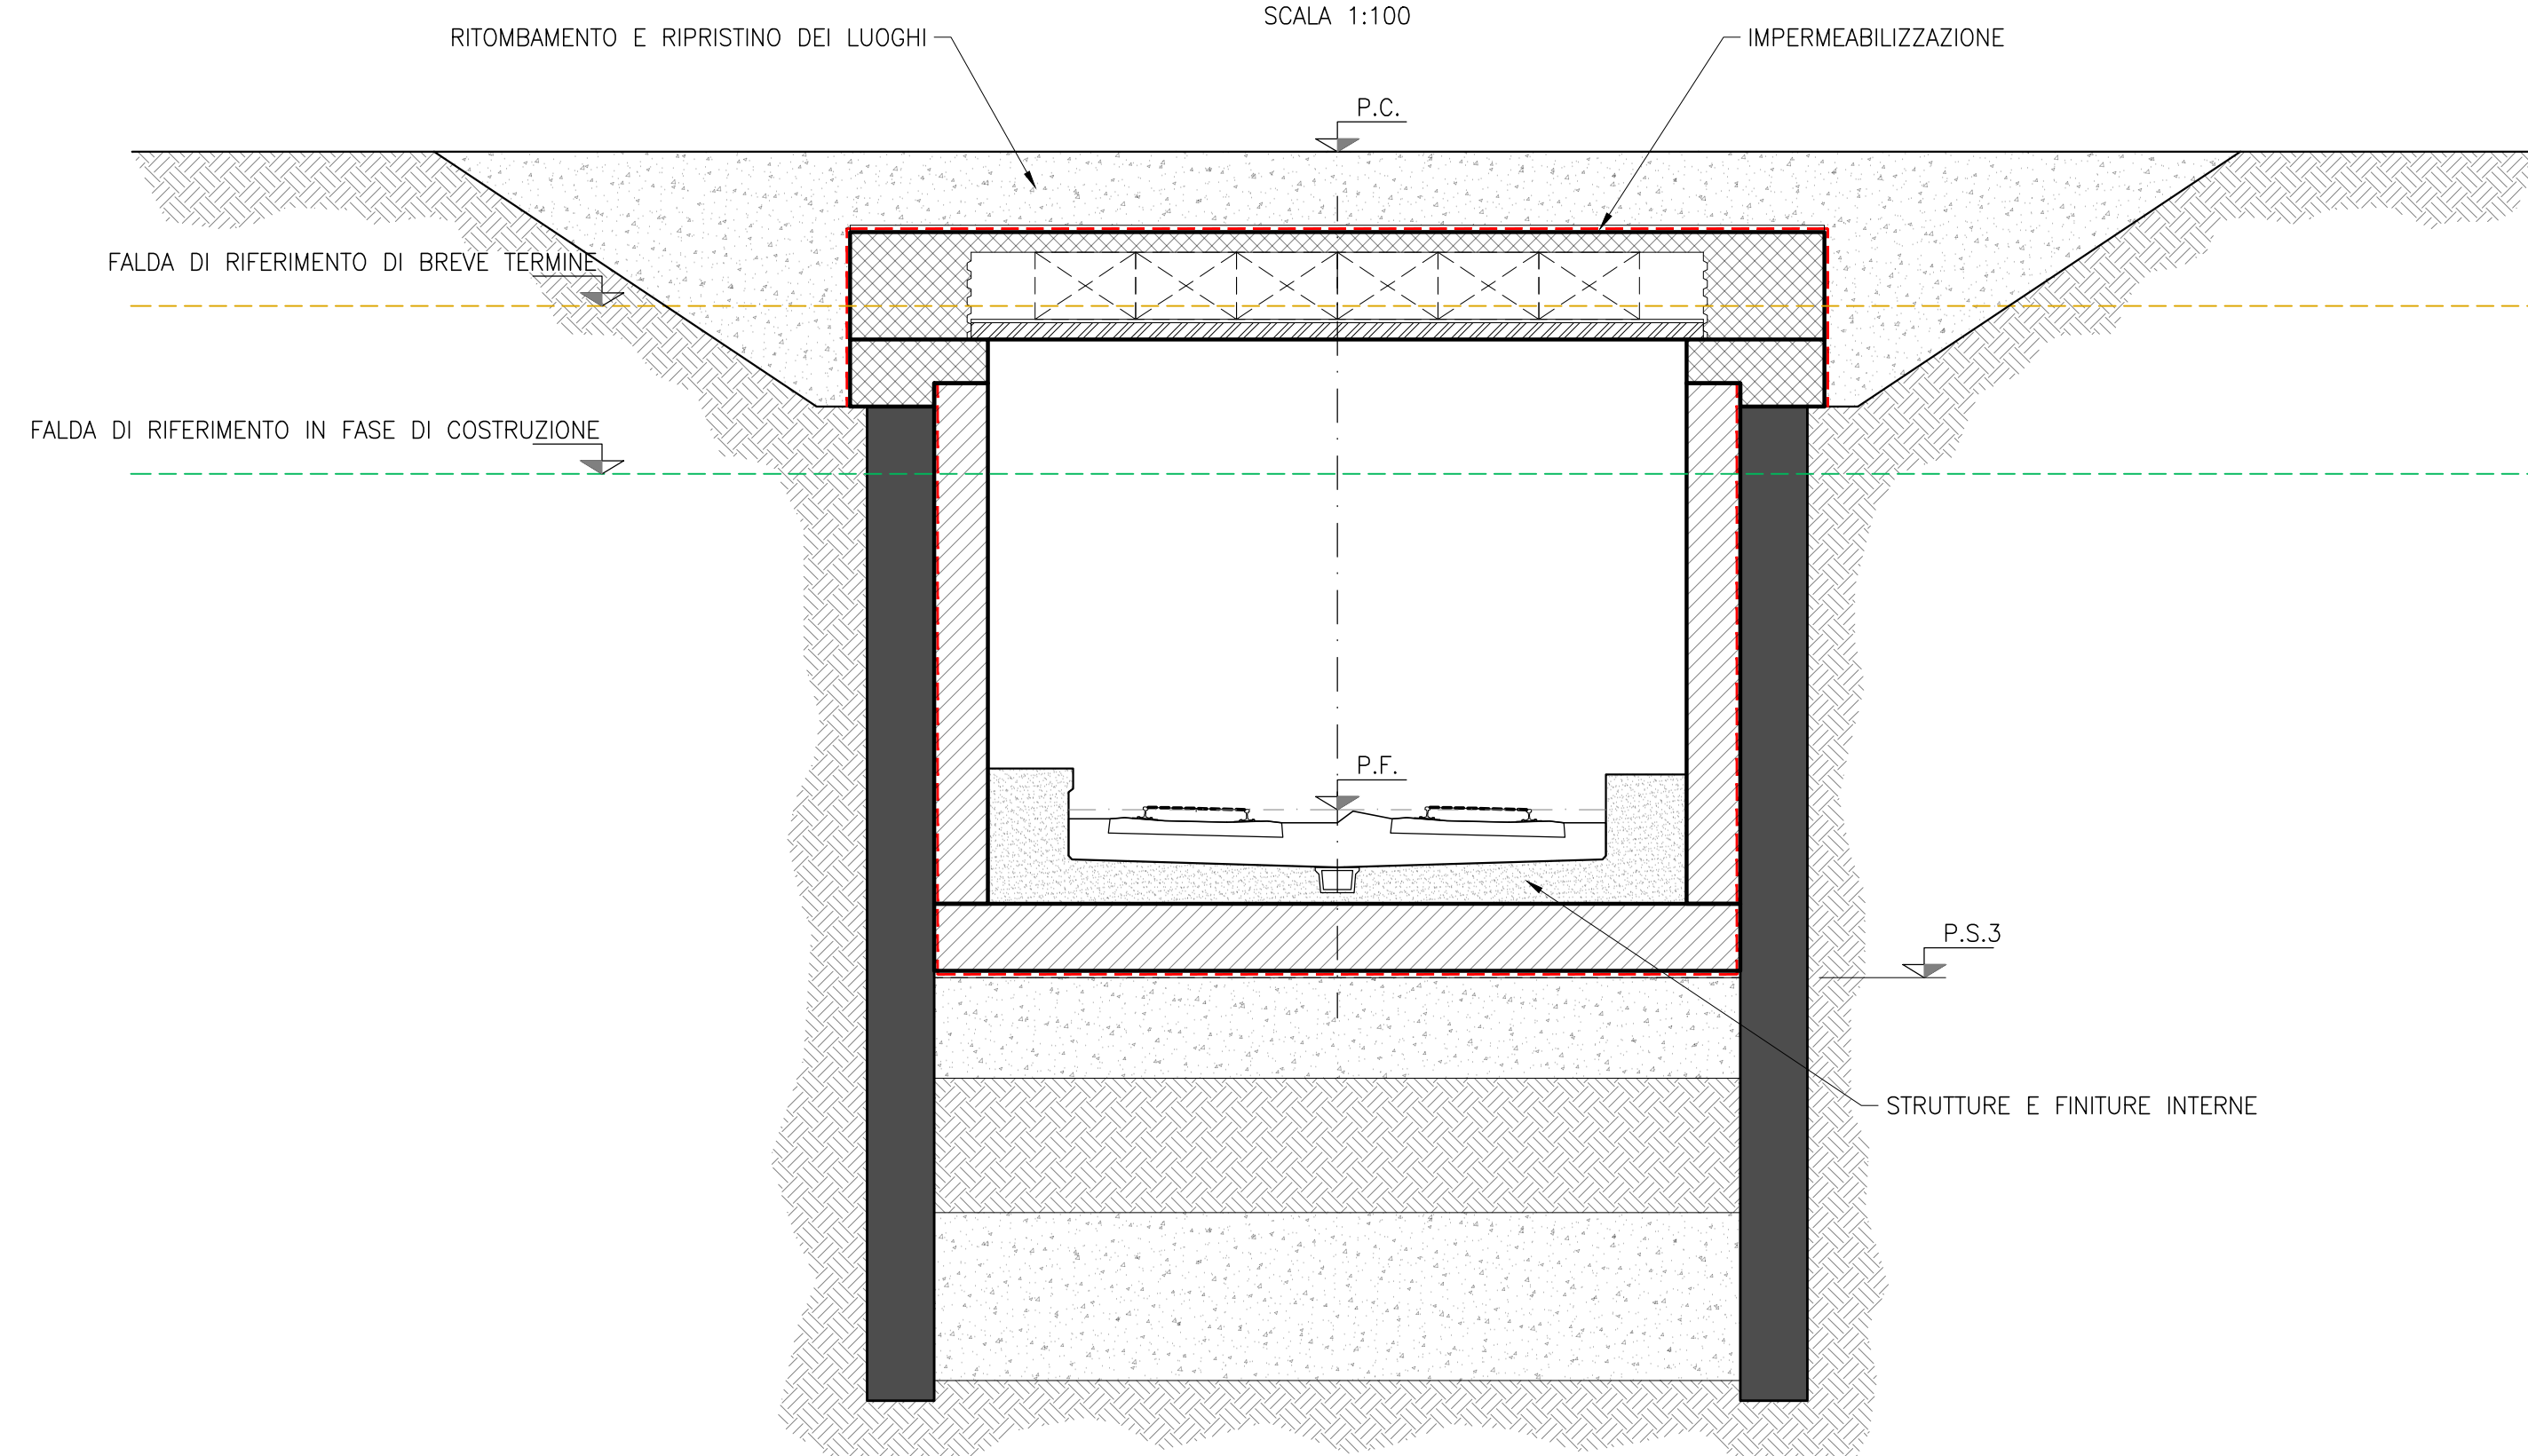 SCALA 1:100
RITOMBAMENTO E RIPRISTINO DEI LUOGHI
IMPERMEABILIZZAZIONE
P.C.
FALDA DI RIFERIMENTO DI BREVE TERMINE
FALDA DI RIFERIMENTO IN FASE DI COSTRUZIONE
P.F.
P.S.3
STRUTTURE E FINITURE INTERNE